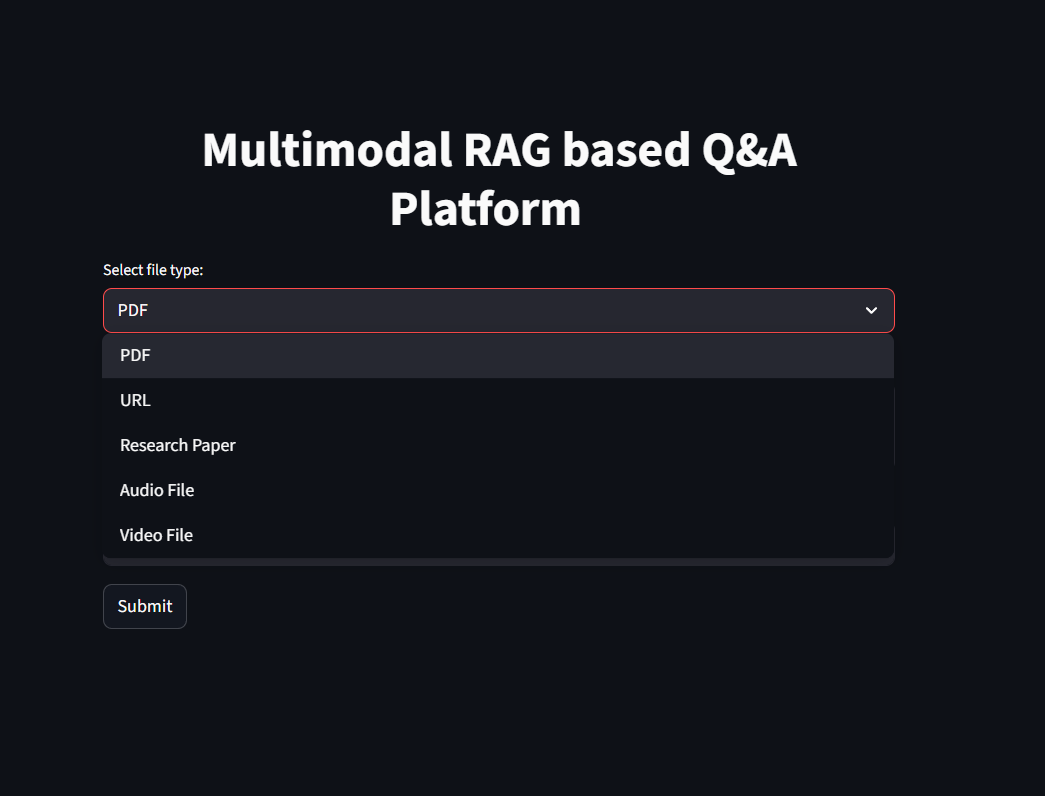 Multimodal RAG based Q&A
Platform
Select file type:
PDF
PDF
URL
Research Paper
Audio File
Video File
Submit